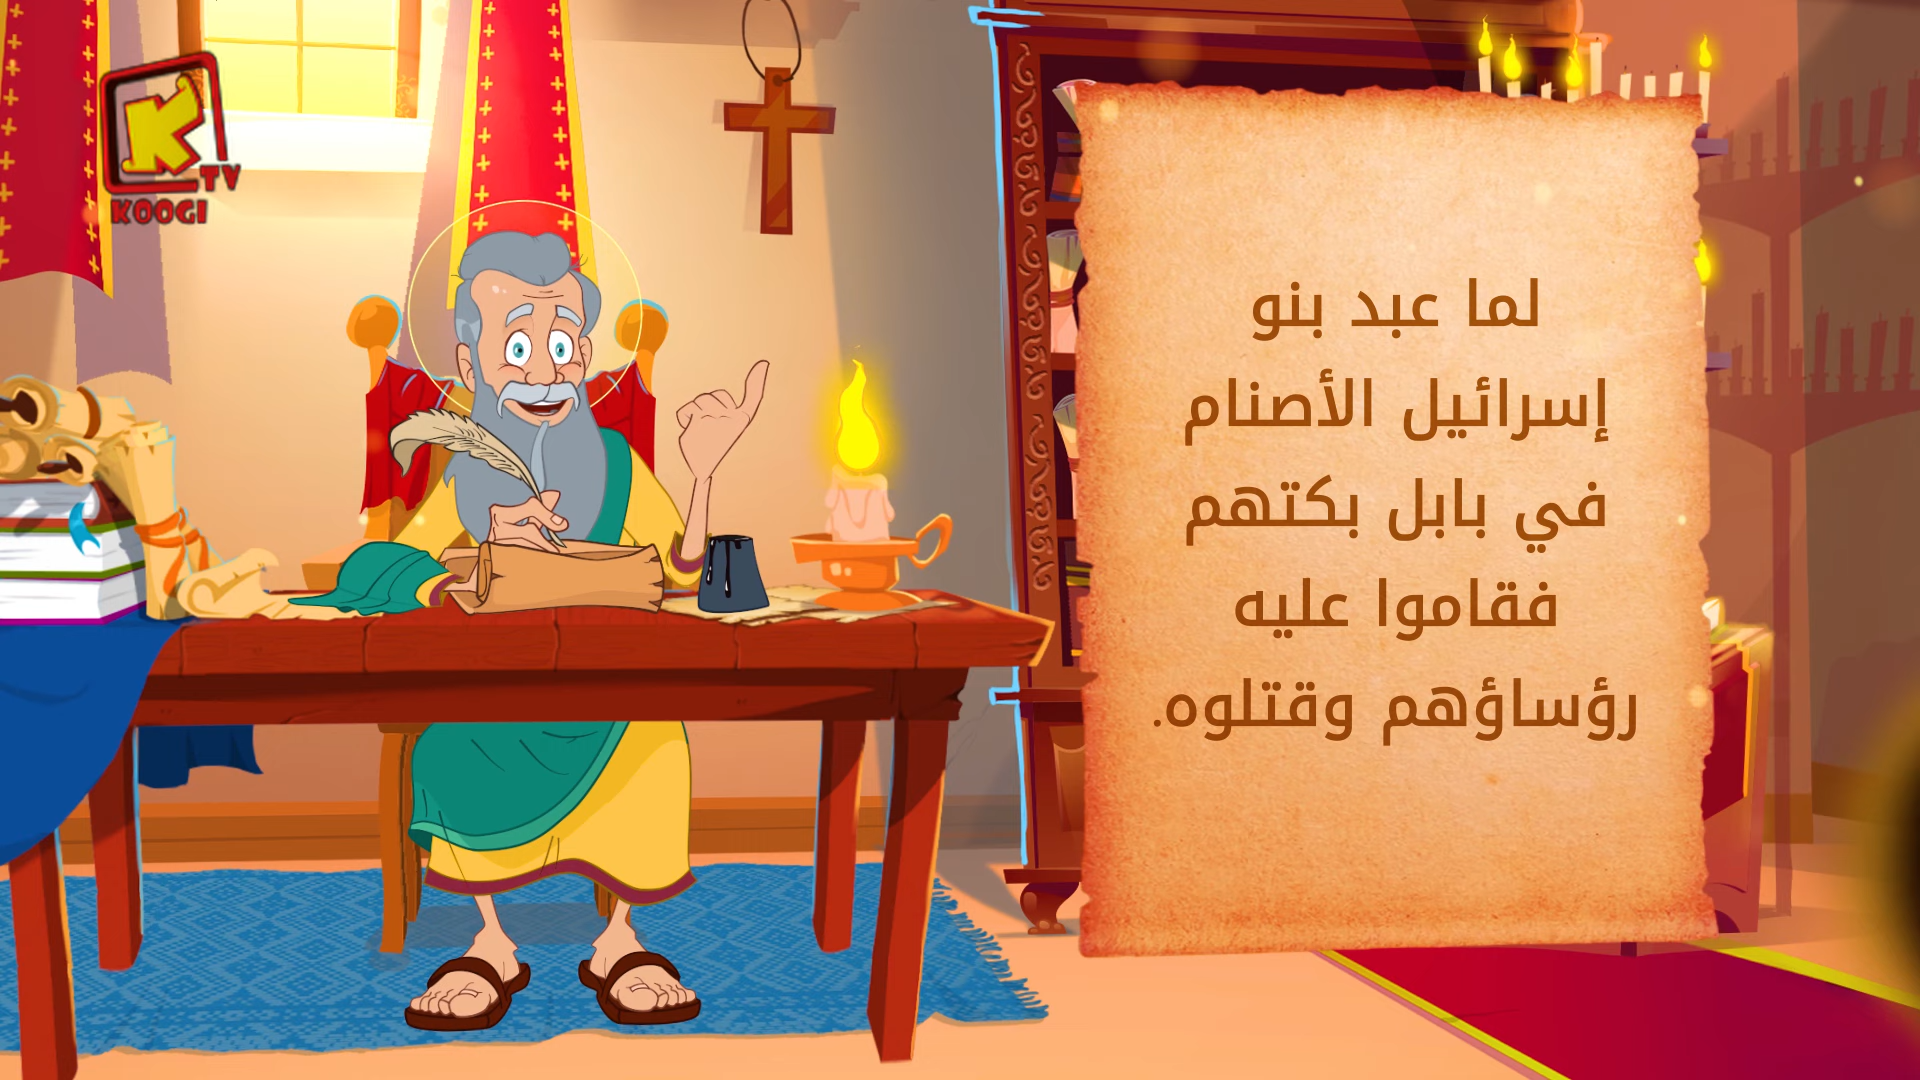 K TV
KOOGI
لما عبد بنو
إسرائيل الأصنام
في بابل بكتهم
فقاموا عليه
رؤساؤهم وقتلوه.